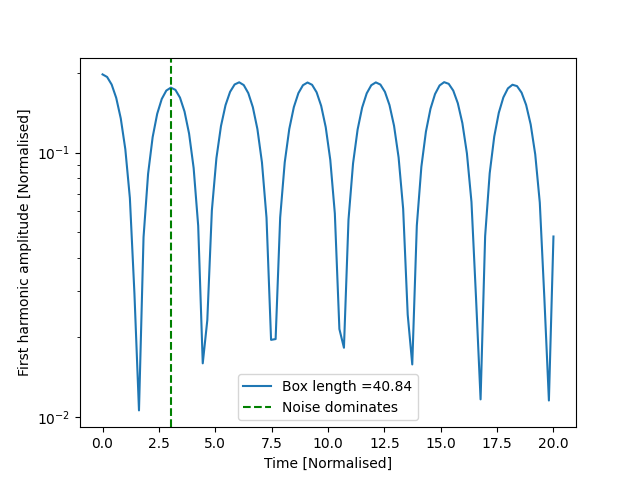 First harmonic amplitude [Normalised]
10⁻¹
10⁻²
0.0 2.5 5.0 7.5 10.0 12.5 15.0 17.5 20.0
Time [Normalised]
Box length =40.84
Noise dominates